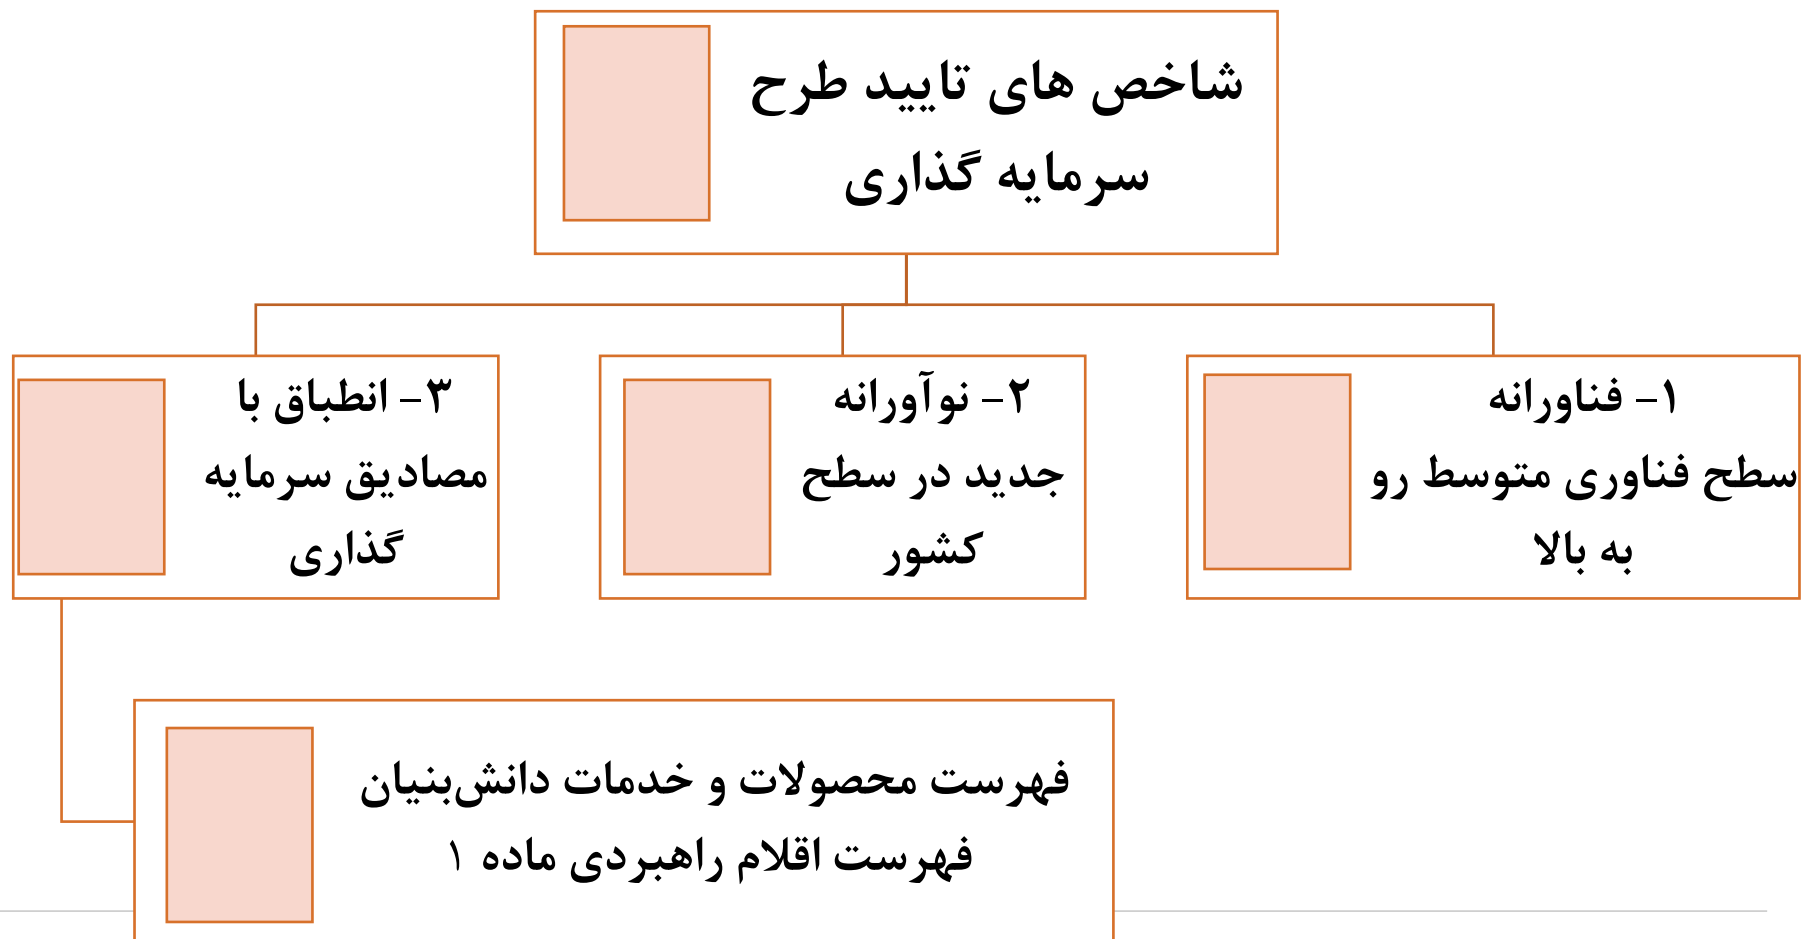 شاخص های تایید طرح
سرمایه گذاری
۱- فناورانه
سطح فناوری متوسط رو
به بالا
۲- نوآورانه
جدید در سطح
کشور
۳- انطباق با
مصادیق سرمایه
گذاری
فهرست محصولات و خدمات دانش‌بنیان
فهرست اقلام راهبردی ماده ۱